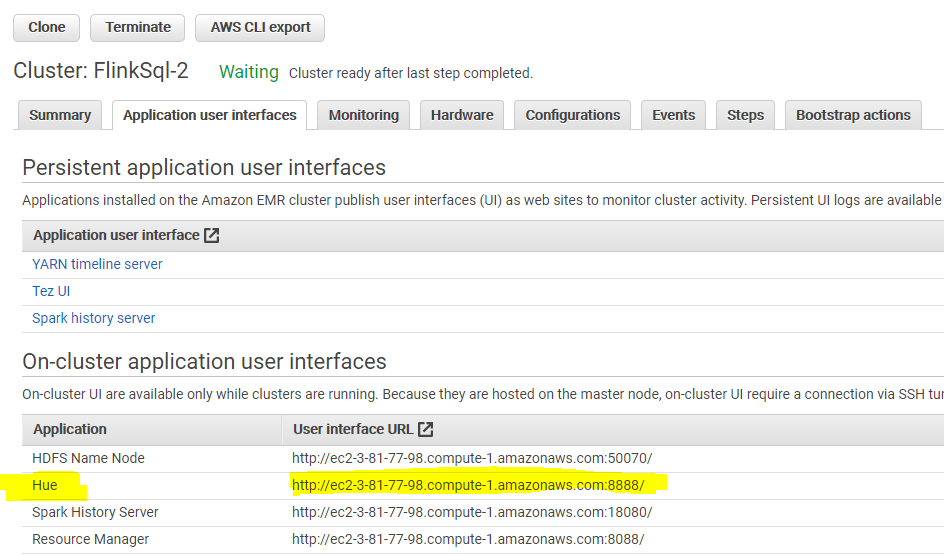 Clone Terminate AWS CLI export
Cluster: FlinkSql-2 Waiting Cluster ready after last step completed.
Summary Application user interfaces Monitoring Hardware Configurations Events Steps Bootstrap actions
Persistent application user interfaces
Applications installed on the Amazon EMR cluster publish user interfaces (UI) as web sites to monitor cluster activity. Persistent UI logs are available
Application user interface
YARN timeline server
Tez UI
Spark history server
On-cluster application user interfaces
On-cluster UI are available only while clusters are running. Because they are hosted on the master node, on-cluster UI require a connection via SSH
Application User interface URL
HDFS Name Node http://ec2-3-81-77-98.compute-1.amazonaws.com:50070/
Hue http://ec2-3-81-77-98.compute-1.amazonaws.com:8888/
Spark History Server http://ec2-3-81-77-98.compute-1.amazonaws.com:18080/
Resource Manager http://ec2-3-81-77-98.compute-1.amazonaws.com:8088/